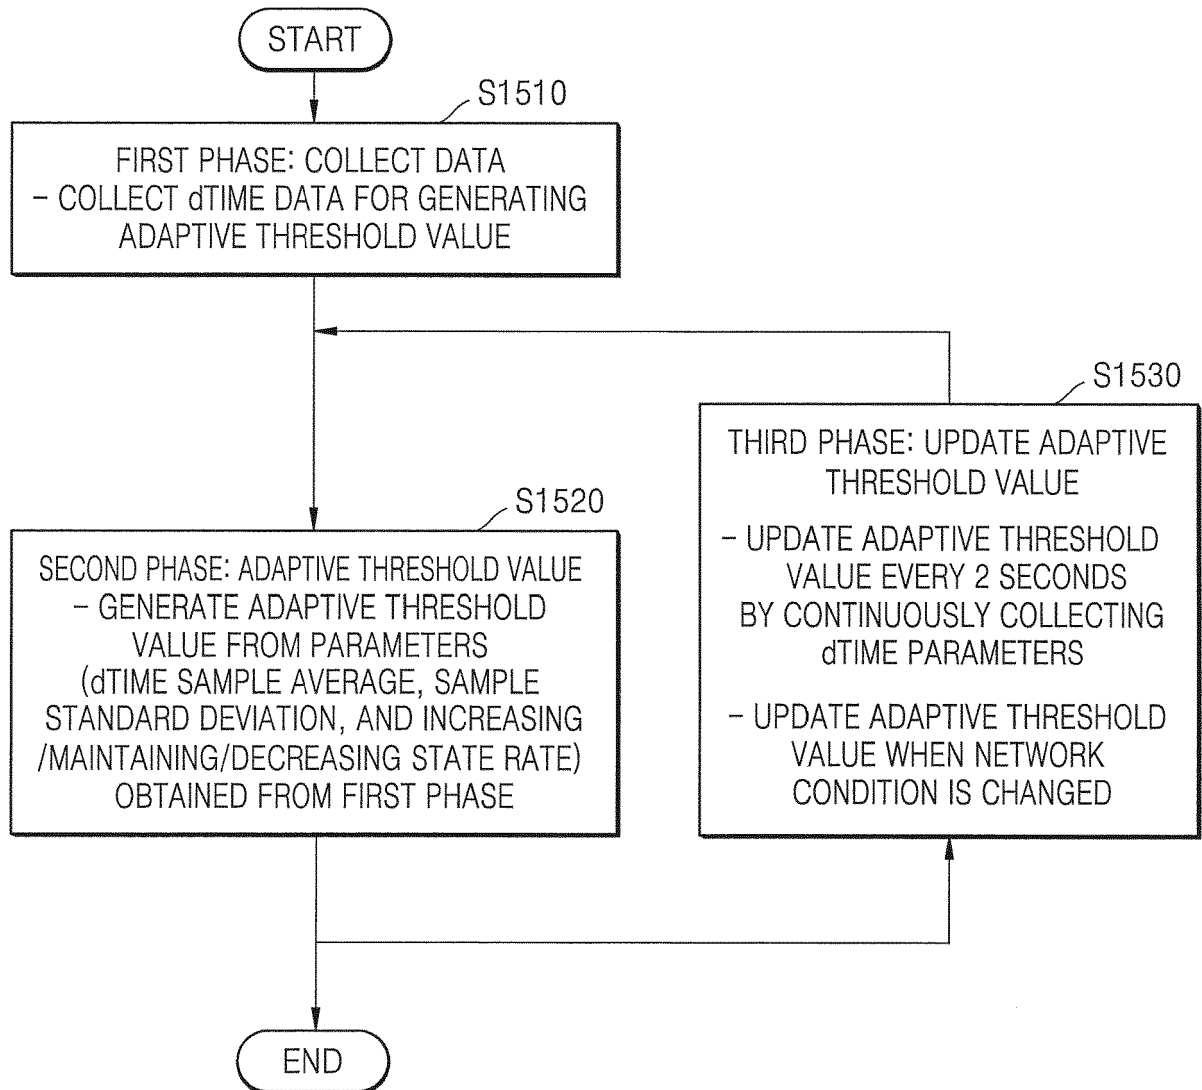 START
S1510
FIRST PHASE: COLLECT DATA
– COLLECT dTIME DATA FOR GENERATING
ADAPTIVE THRESHOLD VALUE
S1530
THIRD PHASE: UPDATE ADAPTIVE
THRESHOLD VALUE
– UPDATE ADAPTIVE THRESHOLD
VALUE EVERY 2 SECONDS
BY CONTINUOUSLY COLLECTING
dTIME PARAMETERS
– UPDATE ADAPTIVE THRESHOLD
VALUE WHEN NETWORK
CONDITION IS CHANGED
S1520
SECOND PHASE: ADAPTIVE THRESHOLD VALUE
– GENERATE ADAPTIVE THRESHOLD
VALUE FROM PARAMETERS
(dTIME SAMPLE AVERAGE, SAMPLE
STANDARD DEVIATION, AND INCREASING
/MAINTAINING/DECREASING STATE RATE)
OBTAINED FROM FIRST PHASE
END